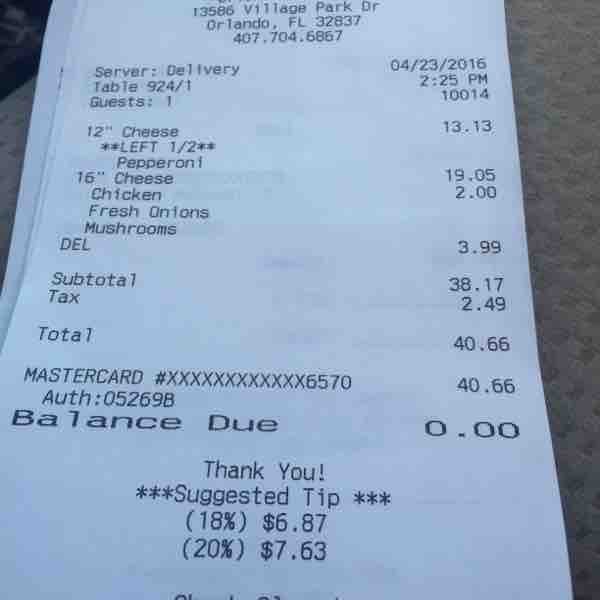 13586 Village Park Dr
Orlando, FL 32837
407.704.6867
Server: Delivery 04/23/2016
Table 924/1 2:25 PM
Guests: 1 10014
12" Cheese 13.13
**LEFT 1/2**
Pepperoni
16" Cheese 19.05
Chicken 2.00
Fresh Onions
Mushrooms
DEL 3.99
Subtotal 38.17
Tax 2.49
Total 40.66
MASTERCARD #XXXXXXXXXXXX6570 40.66
Auth:05269B
Balance Due 0.00
Thank You!
***Suggested Tip ***
(18%) $6.87
(20%) $7.63